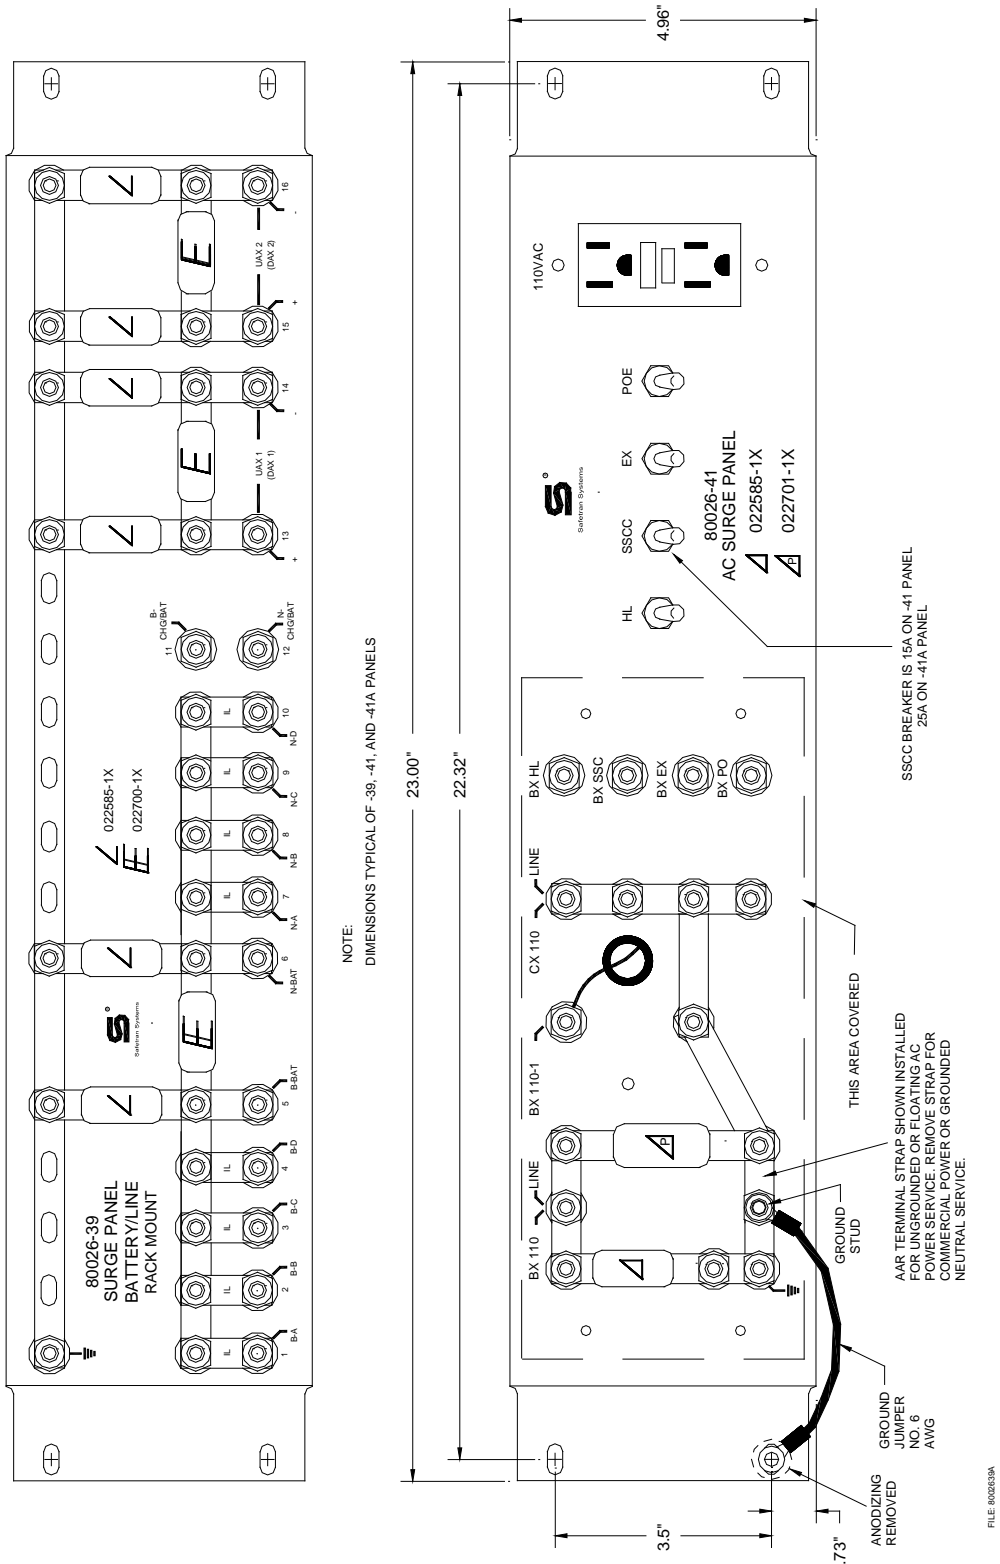 80026-39
SURGE PANEL
BATTERY/LINE
RACK MOUNT
Safetran Systems
022585-1X
022700-1X
IL
IL
IL
IL
IL
IL
IL
IL
1
B-A
2
B-B
3
B-C
4
B-D
5
B-BAT
6
N-BAT
7
N-A
8
N-B
9
N-C
10
N-D
11
B-
CHG/BAT
12
N-
CHG/BAT
13
+
UAX 1
(DAX 1)
14
-
15
+
UAX 2
(DAX 2)
16
-
E
E
E
NOTE:
DIMENSIONS TYPICAL OF -39, -41, AND -41A PANELS
23.00"
22.32"
4.96"
3.5"
.73"
BX 110
LINE
BX 110-1
CX 110
LINE
BX HL
BX SSC
BX EX
BX PO
P
HL
SSCC
EX
POE
110VAC
Safetran Systems
80026-41
AC SURGE PANEL
022585-1X
P
022701-1X
ANODIZING
REMOVED
GROUND
JUMPER
NO. 6
AWG
GROUND
STUD
AAR TERMINAL STRAP SHOWN INSTALLED
FOR UNGROUNDED OR FLOATING AC
POWER SERVICE. REMOVE STRAP FOR
COMMERCIAL POWER OR GROUNDED
NEUTRAL SERVICE.
THIS AREA COVERED
SSCC BREAKER IS 15A ON -41 PANEL
25A ON -41A PANEL
FILE: 8002639A